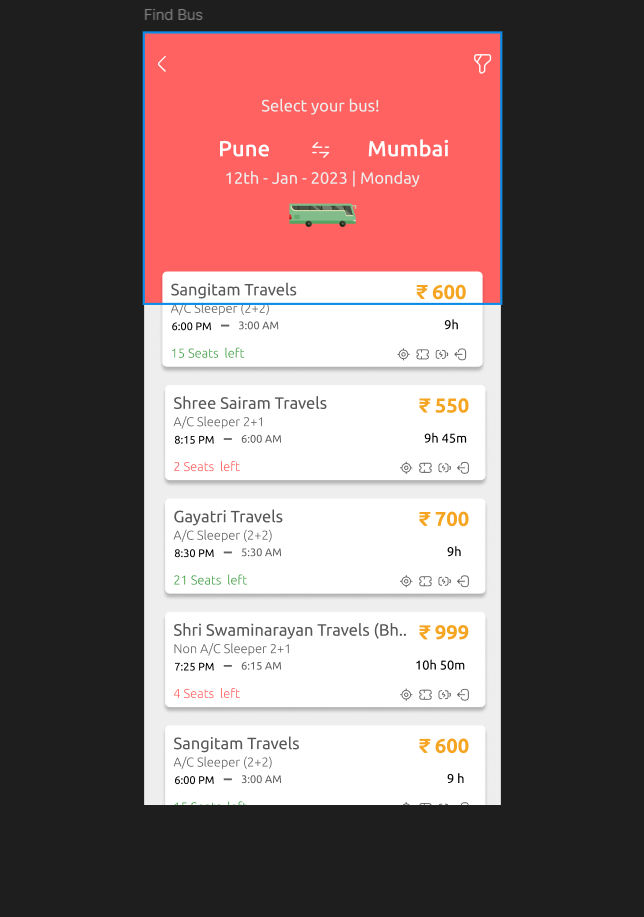 Find Bus
Select your bus!
Pune Mumbai
12th - Jan - 2023 | Monday
Sangitam Travels ₹ 600
A/C Sleeper (2+2)
6:00 PM – 3:00 AM 9h
15 Seats left
Shree Sairam Travels ₹ 550
A/C Sleeper 2+1
8:15 PM – 6:00 AM 9h 45m
2 Seats left
Gayatri Travels ₹ 700
A/C Sleeper (2+2)
8:30 PM – 5:30 AM 9h
21 Seats left
Shri Swaminarayan Travels (Bh.. ₹ 999
Non A/C Sleeper 2+1
7:25 PM – 6:15 AM 10h 50m
4 Seats left
Sangitam Travels ₹ 600
A/C Sleeper (2+2)
6:00 PM – 3:00 AM 9 h
15 Seats left